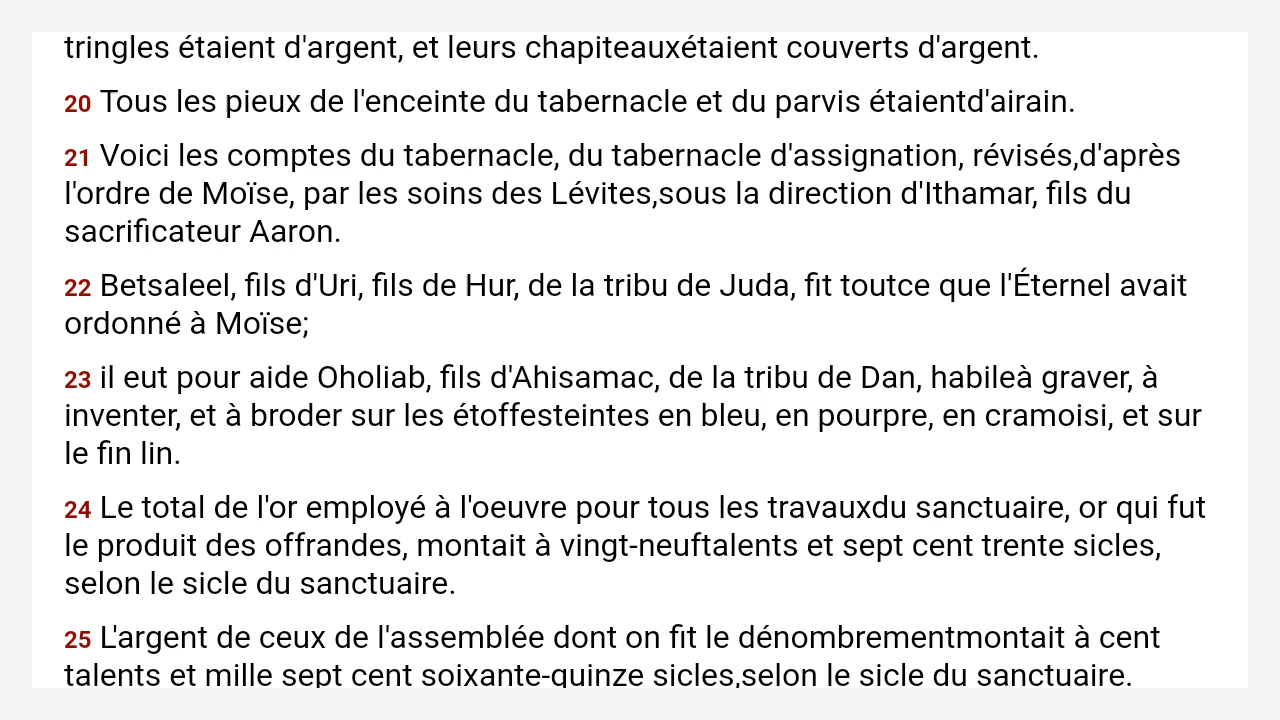 tringles étaient d'argent, et leurs chapiteauxétaient couverts d'argent.
20 Tous les pieux de l'enceinte du tabernacle et du parvis étaientd'airain.
21 Voici les comptes du tabernacle, du tabernacle d'assignation, révisés,d'après
l'ordre de Moïse, par les soins des Lévites,sous la direction d'Ithamar, fils du
sacrificateur Aaron.
22 Betsaleel, fils d'Uri, fils de Hur, de la tribu de Juda, fit toutce que l'Éternel avait
ordonné à Moïse;
23 il eut pour aide Oholiab, fils d'Ahisamac, de la tribu de Dan, habileà graver, à
inventer, et à broder sur les étoffesteintes en bleu, en pourpre, en cramoisi, et sur
le fin lin.
24 Le total de l'or employé à l'oeuvre pour tous les travauxdu sanctuaire, or qui fut
le produit des offrandes, montait à vingt-neuftalents et sept cent trente sicles,
selon le sicle du sanctuaire.
25 L'argent de ceux de l'assemblée dont on fit le dénombrementmontait à cent
talents et mille sept cent soixante-quinze sicles,selon le sicle du sanctuaire.